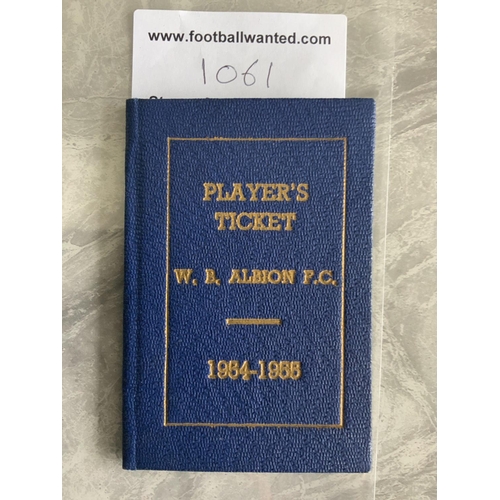 www.footballwanted.com
1061
PLAYER'S
TICKET
W. B. ALBION F.C.
1954-1955